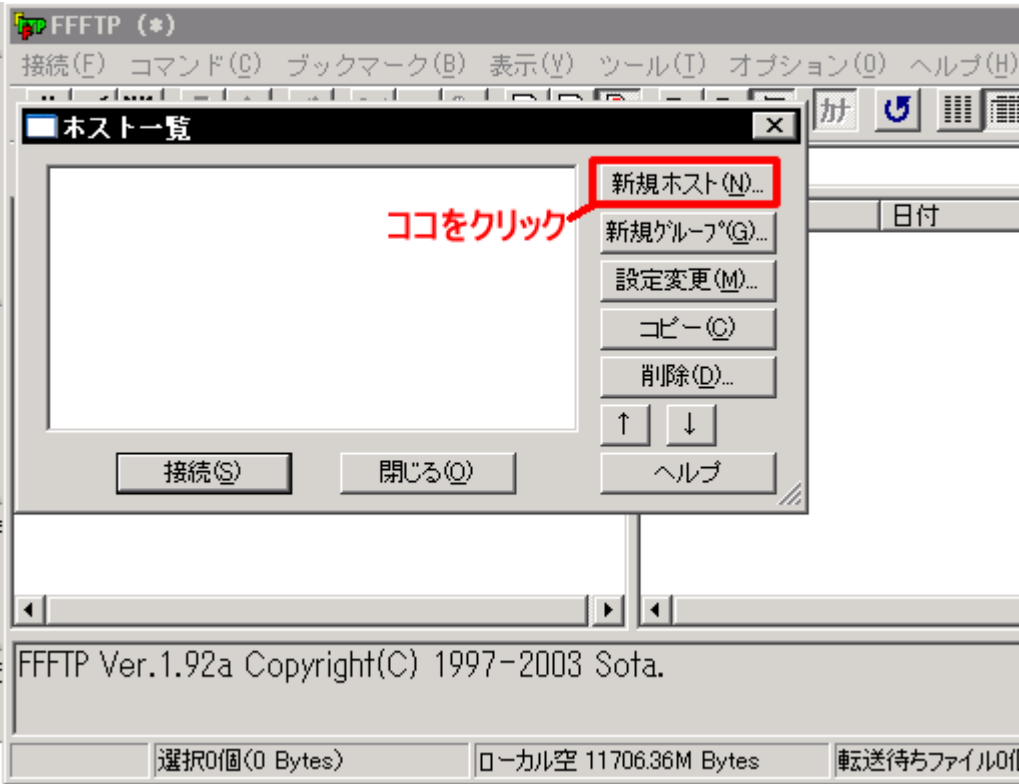 FFFTP (*)
接続(F) コマンド(C) ブックマーク(B) 表示(V) ツール(T) オプション(O) ヘルプ(H)
ホスト一覧
カナ
新規ホスト(N)...
ココをクリック
新規グループ(G)...
日付
設定変更(M)...
コピー(C)
削除(D)...
↑ ↓
接続(S) 閉じる(O) ヘルプ
FFFTP Ver.1.92a Copyright(C) 1997-2003 Sota.
選択0個(0 Bytes) ローカル空 11706.36M Bytes 転送待ちファイル0個